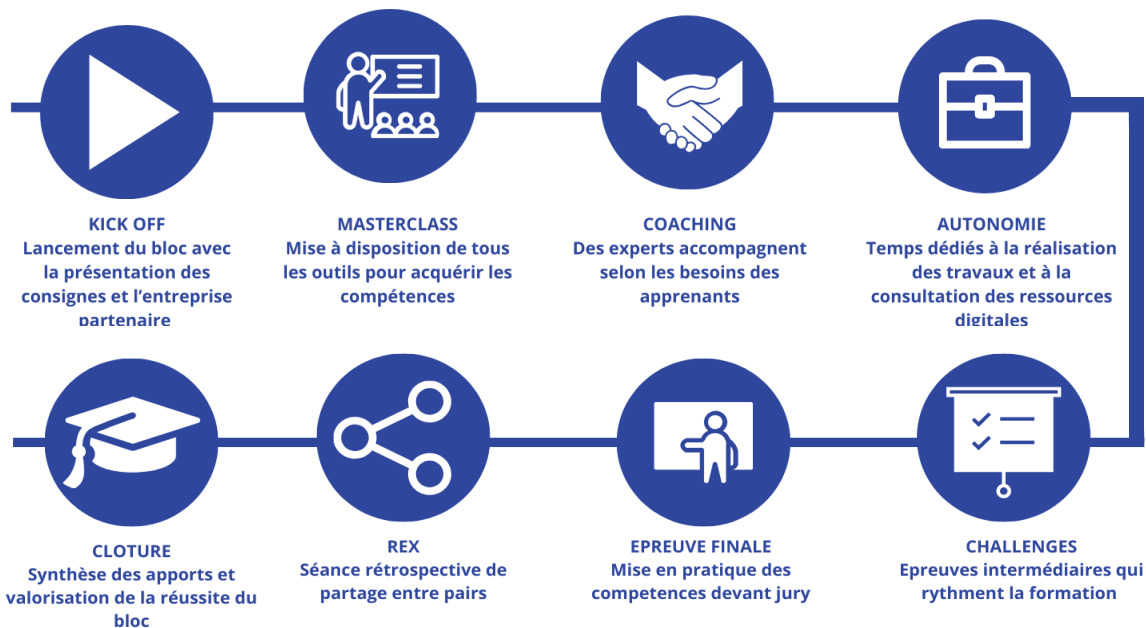 KICK OFF
Lancement du bloc avec
la présentation des
consignes et l’entreprise
partenaire
MASTERCLASS
Mise à disposition de tous
les outils pour acquérir les
compétences
COACHING
Des experts accompagnent
selon les besoins des
apprenants
AUTONOMIE
Temps dédiés à la réalisation
des travaux et à la
consultation des ressources
digitales
CLOTURE
Synthèse des apports et
valorisation de la réussite du
bloc
REX
Séance rétrospective de
partage entre pairs
EPREUVE FINALE
Mise en pratique des
competences devant jury
CHALLENGES
Epreuves intermédiaires qui
rythment la formation